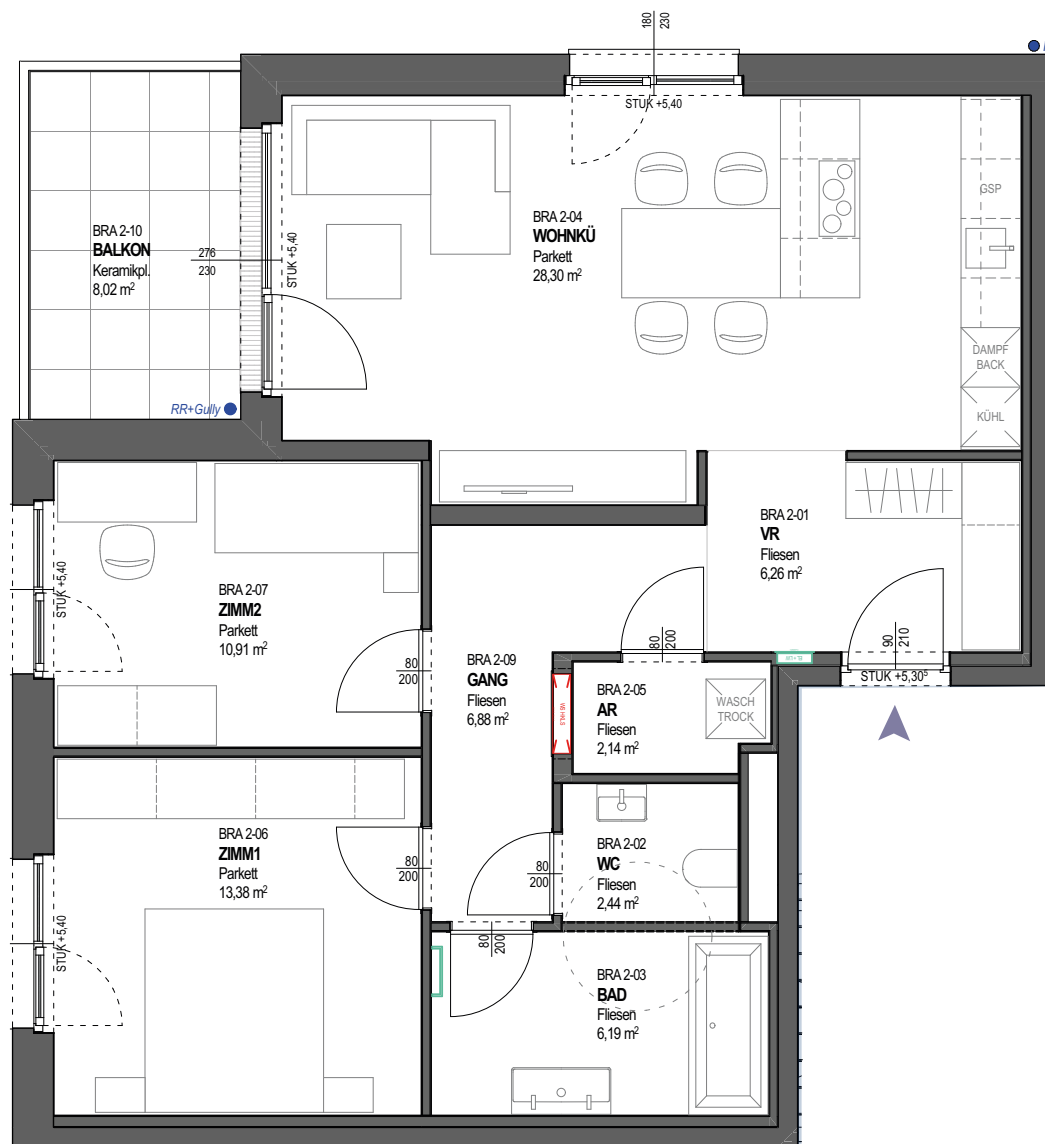 180
230
STUK +5,40
BRA 2-10
BALKON
Keramikpl.
8,02 m²
276
230
STUK +5,40
BRA 2-04
WOHNKÜ
Parkett
28,30 m²
GSP
DAMPF
BACK
KÜHL
RR+Gully
BRA 2-01
VR
Fliesen
6,26 m²
STUK +5,40
BRA 2-07
ZIMM2
Parkett
10,91 m²
80
200
BRA 2-09
GANG
Fliesen
6,88 m²
80
200
90
210
STUK +5,30⁵
BRA 2-05
AR
Fliesen
2,14 m²
WASCH
TROCK
BRA 2-06
ZIMM1
Parkett
13,38 m²
80
200
STUK +5,40
80
200
BRA 2-02
WC
Fliesen
2,44 m²
80
200
BRA 2-03
BAD
Fliesen
6,19 m²